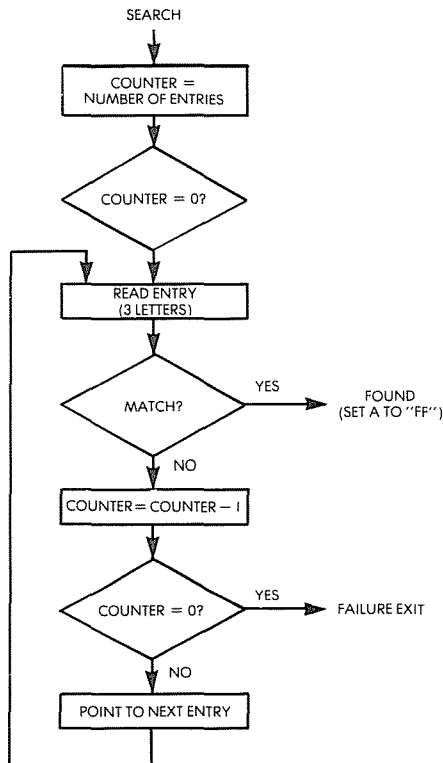 SEARCH
COUNTER =
NUMBER OF ENTRIES
COUNTER = 0?
READ ENTRY
(3 LETTERS)
MATCH?
YES
FOUND
(SET A TO "FF")
NO
COUNTER = COUNTER − 1
COUNTER = 0?
YES
FAILURE EXIT
NO
POINT TO NEXT ENTRY